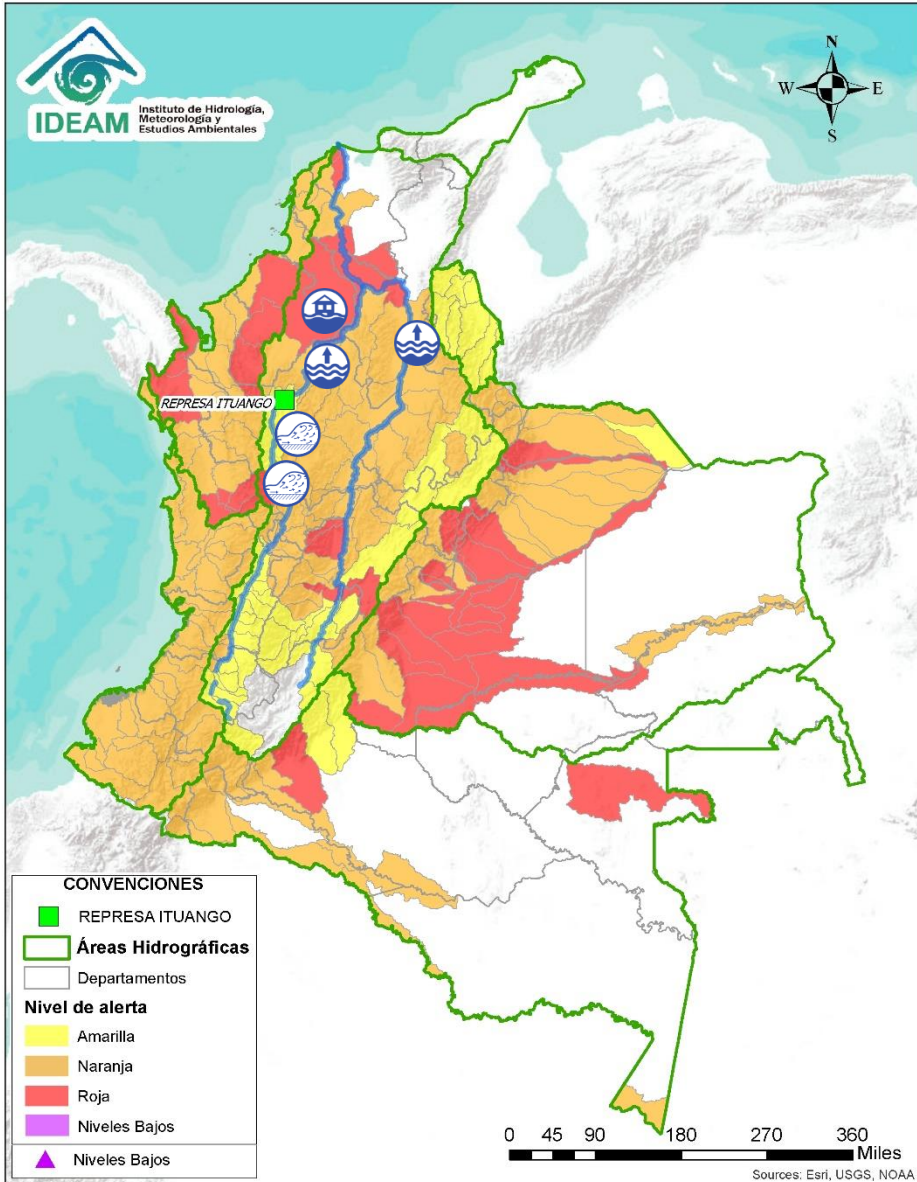 IDEAM
Instituto de Hidrología,
Meteorología y
Estudios Ambientales
N
W
E
S
REPRESA ITUANGO
CONVENCIONES
REPRESA ITUANGO
Áreas Hidrográficas
Departamentos
Nivel de alerta
Amarilla
Naranja
Roja
Niveles Bajos
Niveles Bajos
0 45 90 180 270 360
Miles
Sources: Esri, USGS, NOAA